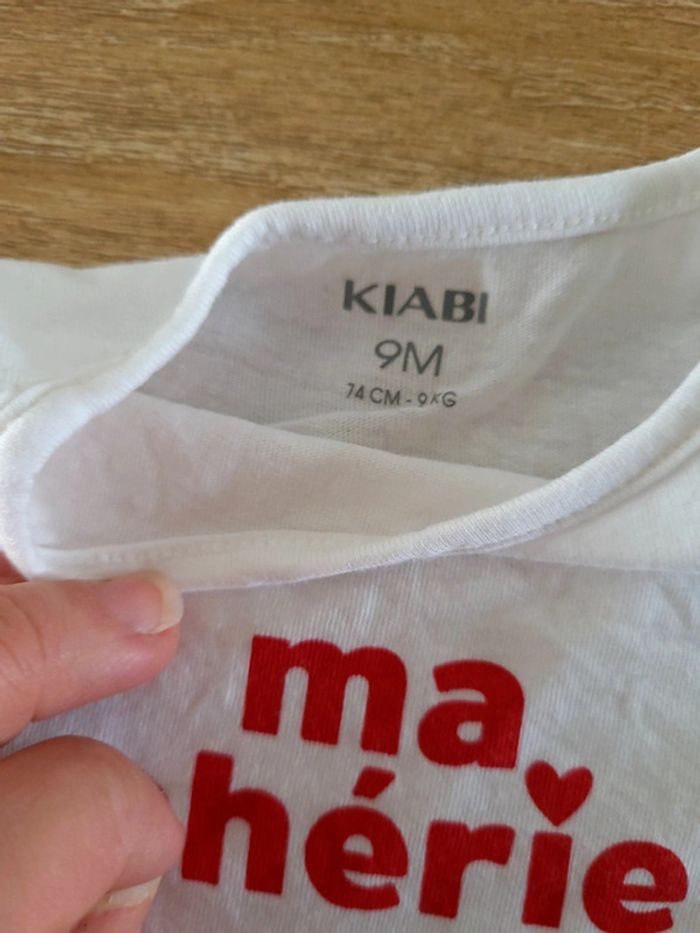 KIABI
9M
74 CM - 9 KG
ma
hérie